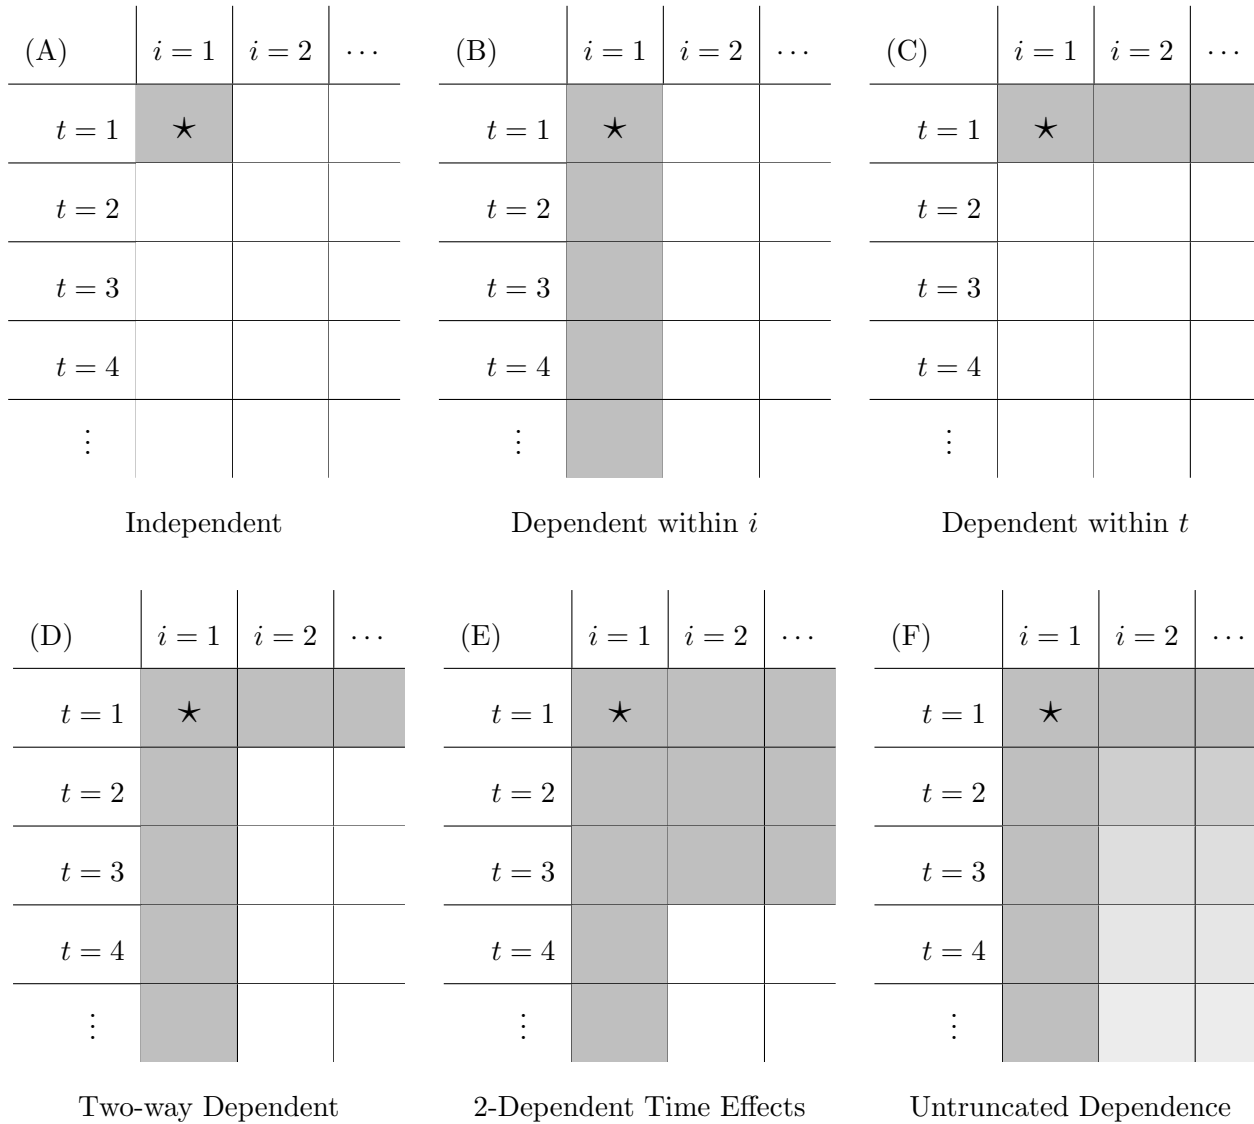 (A) i = 1 i = 2 ⋯ (B) i = 1 i = 2 ⋯ (C) i = 1 i = 2 ⋯
t = 1 ⋆ t = 1 ⋆ t = 1 ⋆
t = 2 t = 2 t = 2
t = 3 t = 3 t = 3
t = 4 t = 4 t = 4
⋮ ⋮ ⋮
Independent Dependent within i Dependent within t
(D) i = 1 i = 2 ⋯ (E) i = 1 i = 2 ⋯ (F) i = 1 i = 2 ⋯
t = 1 ⋆ t = 1 ⋆ t = 1 ⋆
t = 2 t = 2 t = 2
t = 3 t = 3 t = 3
t = 4 t = 4 t = 4
⋮ ⋮ ⋮
Two-way Dependent 2-Dependent Time Effects Untruncated Dependence